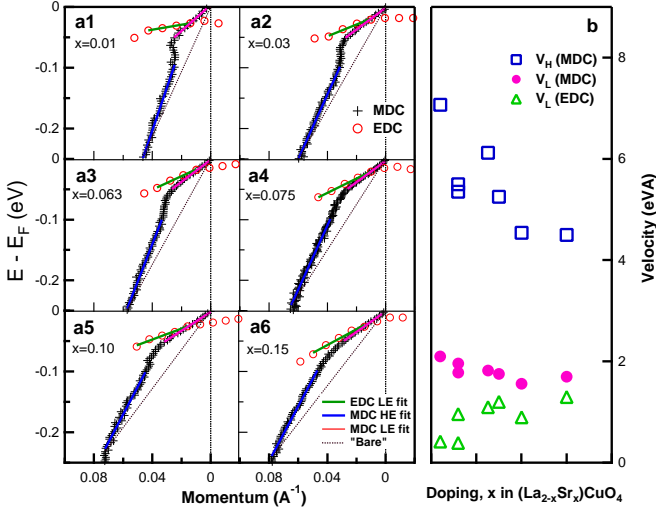 a1
x=0.01
a2
x=0.03
MDC
EDC
a3
x=0.063
a4
x=0.075
a5
x=0.10
a6
x=0.15
EDC LE fit
MDC HE fit
MDC LE fit
"Bare"
0
-0.1
-0.2
0
-0.1
-0.2
0
-0.1
-0.2
E - E_F (eV)
0.08 0.04 0 0.08 0.04 0
Momentum (A⁻¹)
b
V_H (MDC)
V_L (MDC)
V_L (EDC)
8
6
4
2
0
Velocity (eVA)
Doping, x in (La₂₋ₓSrₓ)CuO₄